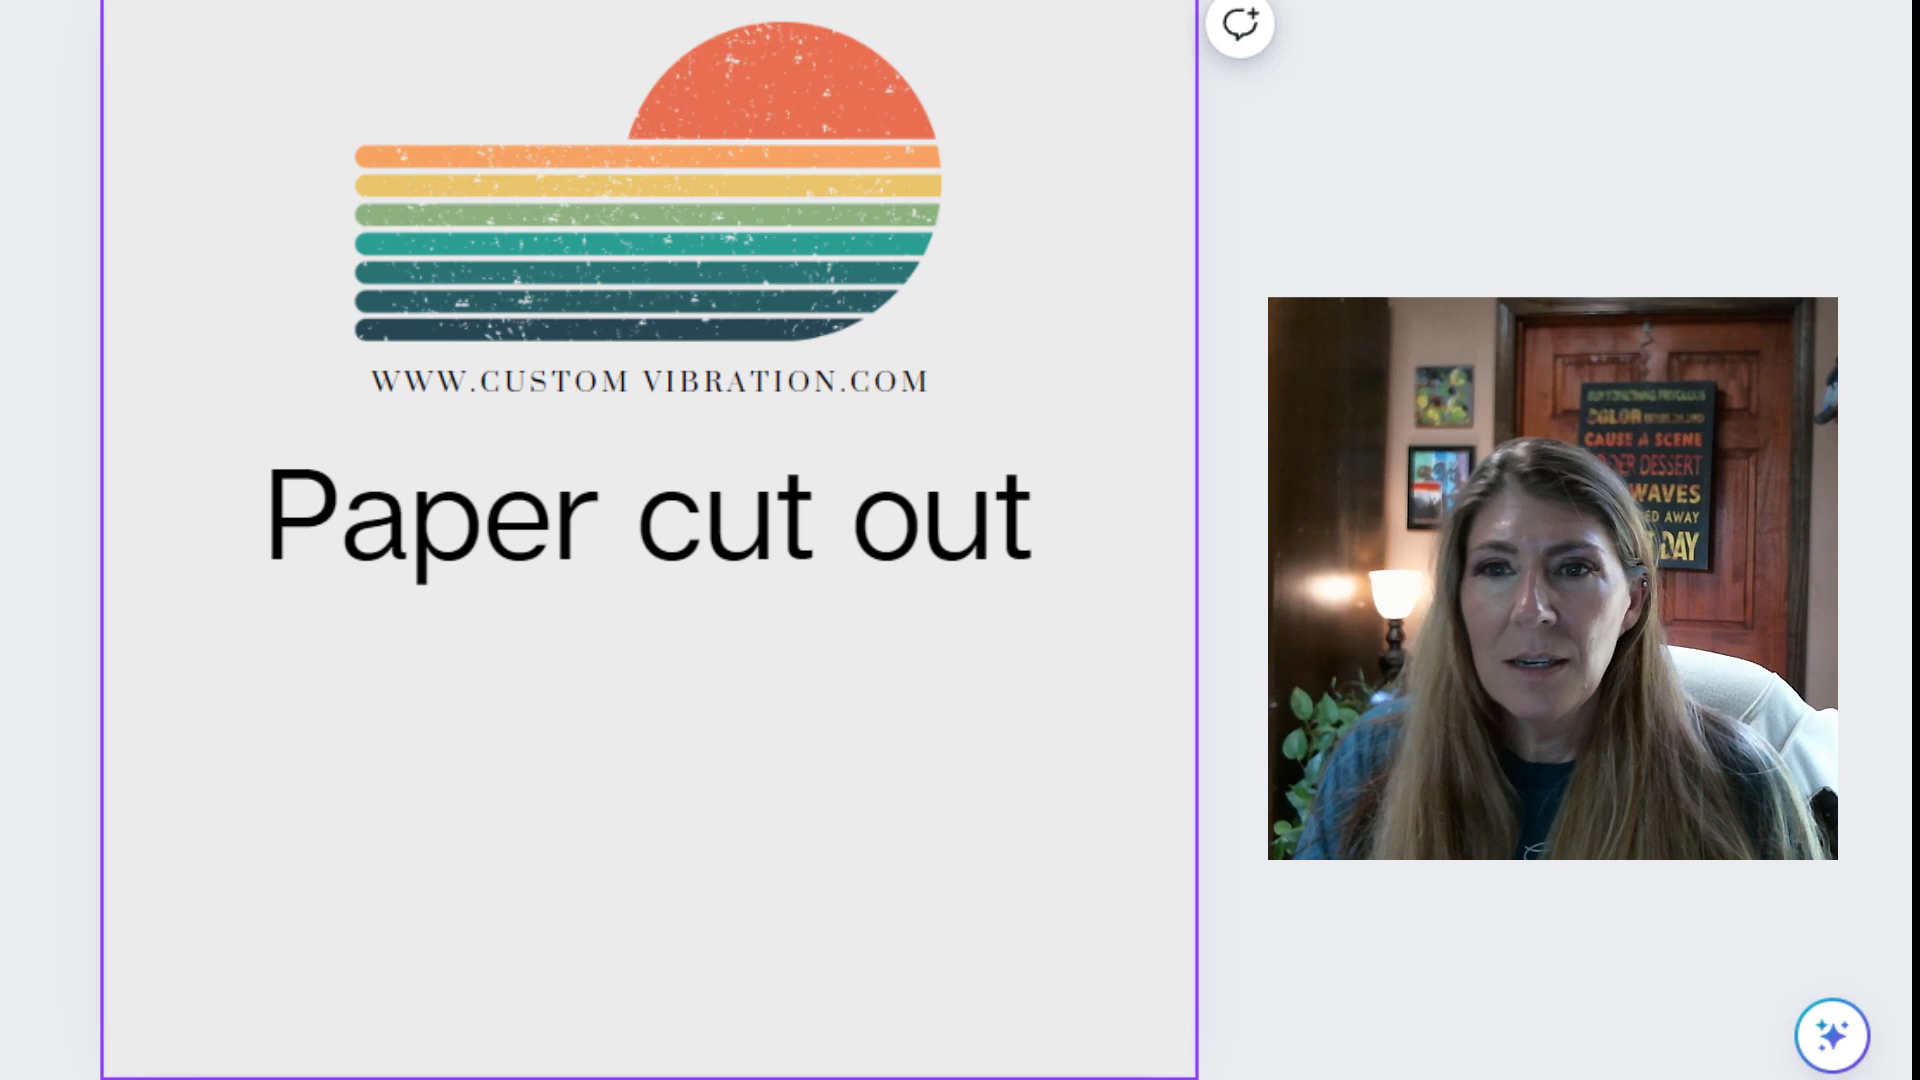 WWW.CUSTOM VIBRATION.COM
Paper cut out
COLOR
CAUSE A SCENE
DESSERT
WAVES
AWAY
DAY